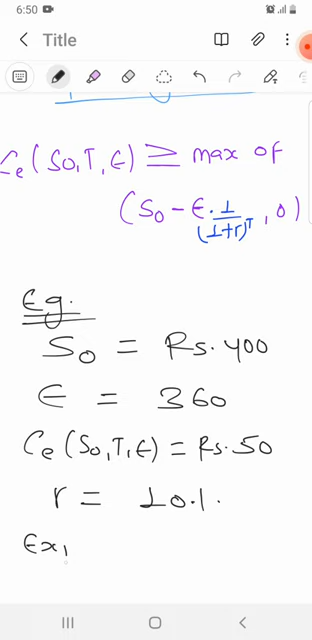 6:50
Title
Ce(S0,T,E) ≥ max of
(S0 - E.1/(1+r)^T, 0)
Eg.
S0 = Rs.400
E = 360
Ce(S0,T,E) = Rs.50
r = 10.1.
Ex